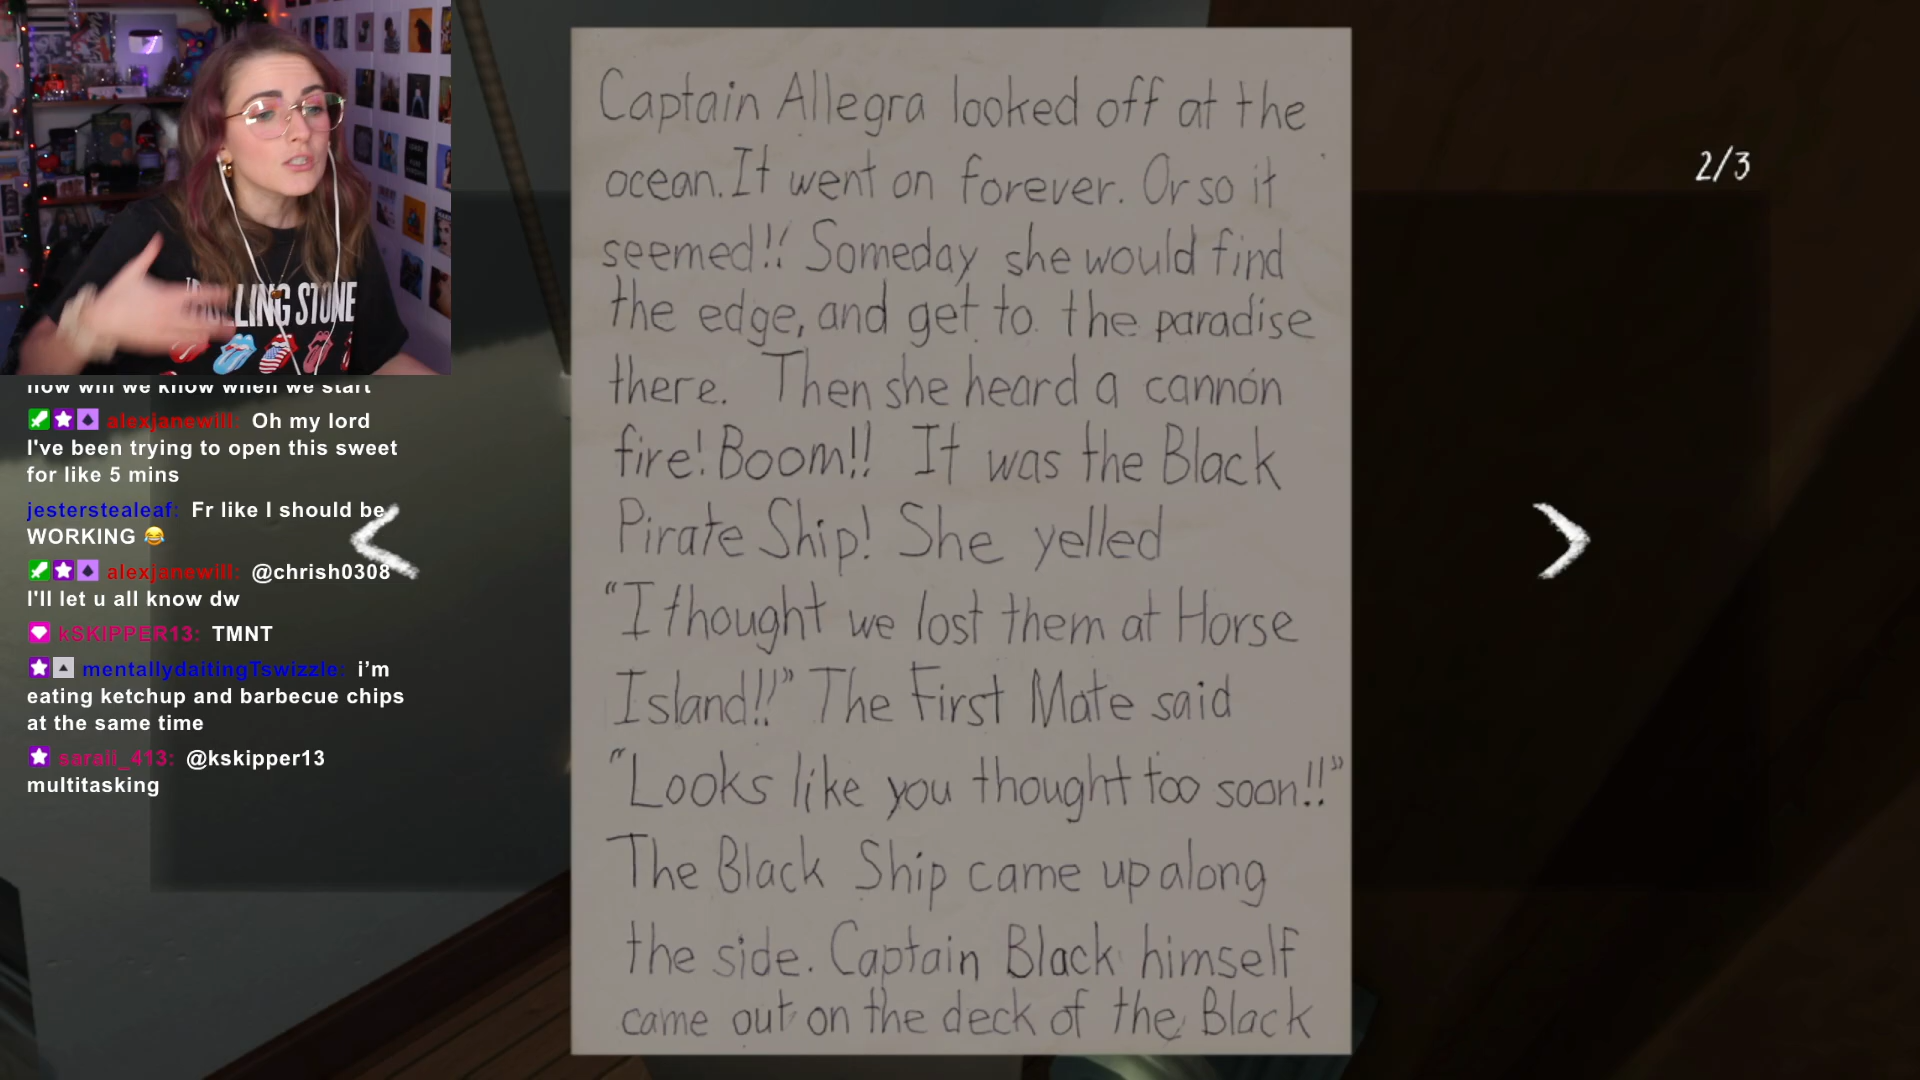 LING STONE
now will we know when we start
alexjanewill: Oh my lord
I've been trying to open this sweet
for like 5 mins
jesterstealeaf: Fr like I should be
WORKING 😂
alexjanewill: @chrish0308
I'll let u all know dw
kSKIPPER13: TMNT
mentallydaitingTswizzle: i’m
eating ketchup and barbecue chips
at the same time
saraii_413: @kskipper13
multitasking
Captain Allegra looked off at the
ocean. It went on forever. Or so it
seemed!! Someday she would find
the edge, and get to the paradise
there. Then she heard a cannon
fire! Boom!! It was the Black
Pirate Ship! She yelled
“I thought we lost them at Horse
Island!!” The First Mate said
“Looks like you thought too soon!!”
The Black Ship came up along
the side. Captain Black himself
came out on the deck of the Black
2/3